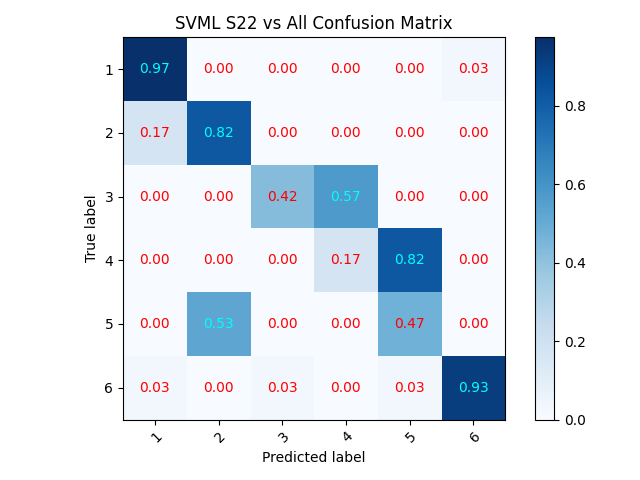 SVML S22 vs All Confusion Matrix
1 0.97 0.00 0.00 0.00 0.00 0.03
2 0.17 0.82 0.00 0.00 0.00 0.00
3 0.00 0.00 0.42 0.57 0.00 0.00
4 0.00 0.00 0.00 0.17 0.82 0.00
5 0.00 0.53 0.00 0.00 0.47 0.00
6 0.03 0.00 0.03 0.00 0.03 0.93
1 2 3 4 5 6
True label
Predicted label
0.8
0.6
0.4
0.2
0.0